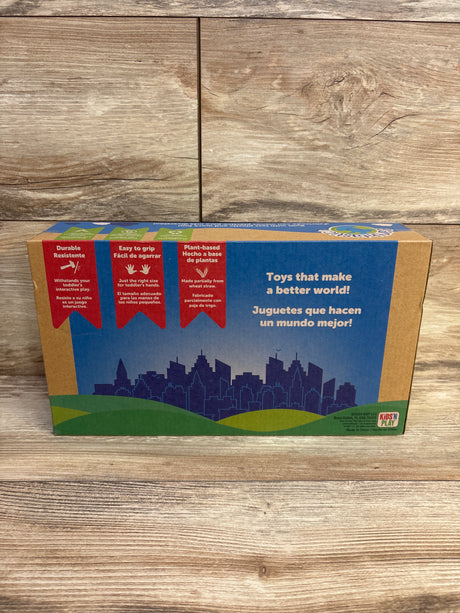 Durable
Resistente
Withstands your
toddler's
interactive play.
Resiste a su niño
en un juego
interactivo.
Easy to grip
Fácil de agarrar
Just the right size
for toddler's hands.
El tamaño adecuado
para las manos de
los niños pequeños.
Plant-based
Hecho a base
de plantas
Made partially from
wheat straw.
Fabricado
parcialmente con
paja de trigo.
Toys that make
a better world!
Juguetes que hacen
un mundo mejor!
KiDS N
PLAY